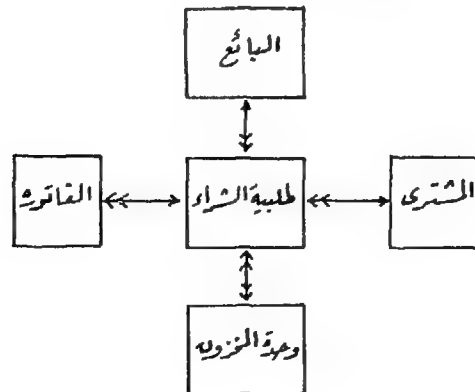 البائع
المشترى
طلبية الشراء
الفاتورة
وحدة المخزون